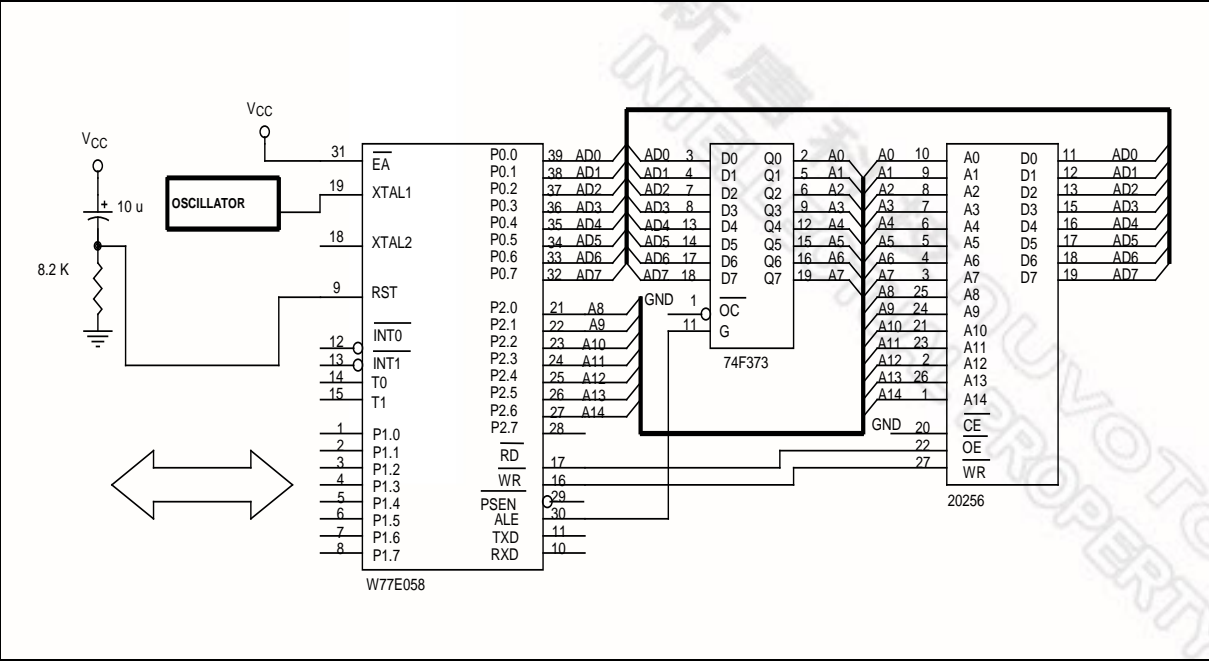 VCC
VCC
+ 10 u
8.2 K
OSCILLATOR
31 EA P0.0 39 AD0
19 XTAL1 P0.1 38 AD1
P0.2 37 AD2
P0.3 36 AD3
P0.4 35 AD4
18 XTAL2 P0.5 34 AD5
P0.6 33 AD6
P0.7 32 AD7
9 RST P2.0 21 A8
P2.1 22 A9
12 INT0 P2.2 23 A10
13 INT1 P2.3 24 A11
14 T0 P2.4 25 A12
15 T1 P2.5 26 A13
P2.6 27 A14
1 P1.0 P2.7 28
2 P1.1 RD 17
3 P1.2 WR 16
4 P1.3 PSEN 29
5 P1.4 ALE 30
6 P1.5 TXD 11
7 P1.6 RXD 10
8 P1.7
W77E058
AD0 3 D0 Q0 2 A0
AD1 4 D1 Q1 5 A1
AD2 7 D2 Q2 6 A2
AD3 8 D3 Q3 9 A3
AD4 13 D4 Q4 12 A4
AD5 14 D5 Q5 15 A5
AD6 17 D6 Q6 16 A6
AD7 18 D7 Q7 19 A7
GND 1 OC
11 G
74F373
A0 10 A0 D0 11 AD0
A1 9 A1 D1 12 AD1
A2 8 A2 D2 13 AD2
A3 7 A3 D3 15 AD3
A4 6 A4 D4 16 AD4
A5 5 A5 D5 17 AD5
A6 4 A6 D6 18 AD6
A7 3 A7 D7 19 AD7
A8 25 A8
A9 24 A9
A10 21 A10
A11 23 A11
A12 2 A12
A13 26 A13
A14 1 A14
GND 20 CE
22 OE
27 WR
20256